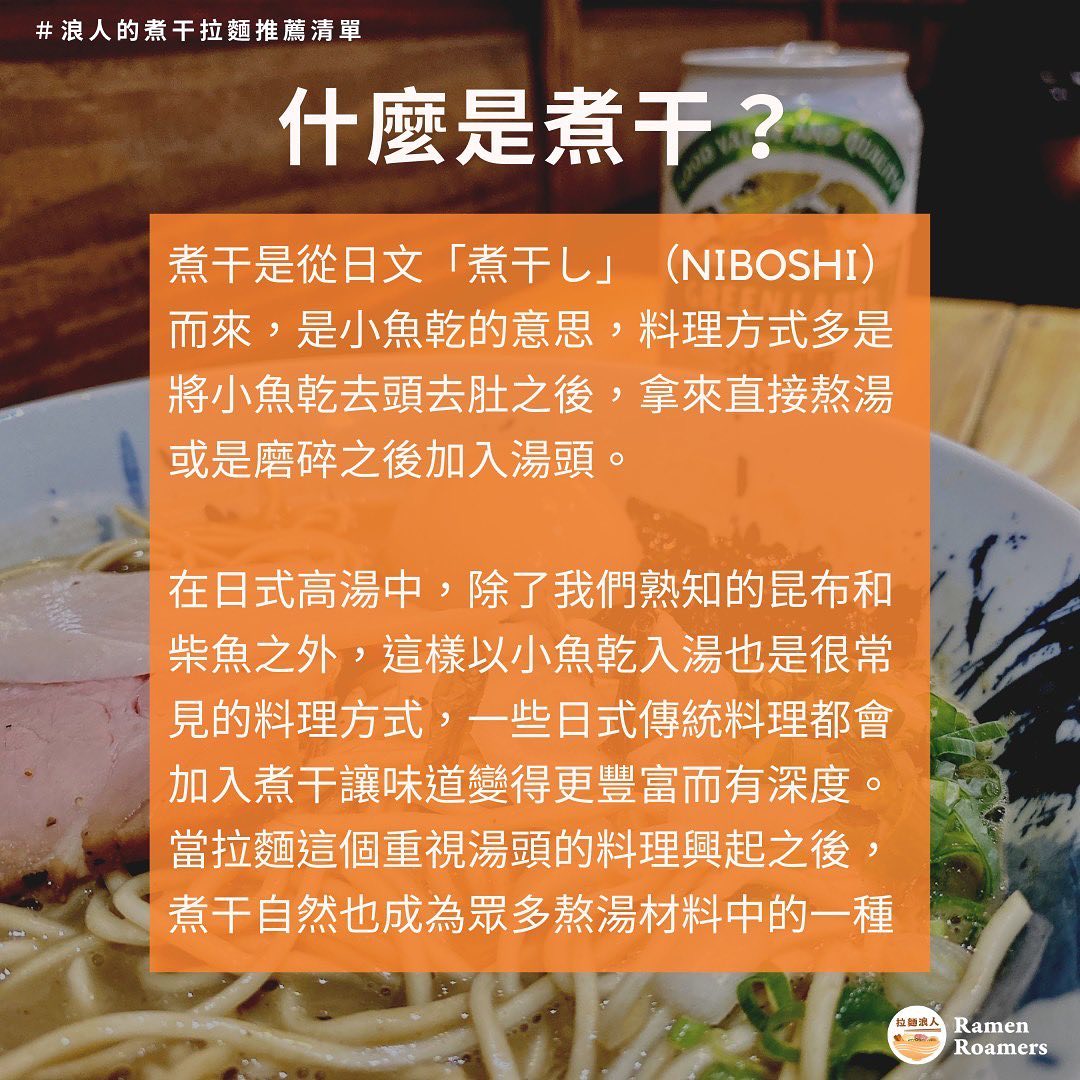 #浪人的煮干拉麵推薦清單
什麼是煮干？
GOOD VALUE AND QUALITY
煮干是從日文「煮干し」（NIBOSHI）
而來，是小魚乾的意思，料理方式多是
將小魚乾去頭去肚之後，拿來直接熬湯
或是磨碎之後加入湯頭。
在日式高湯中，除了我們熟知的昆布和
柴魚之外，這樣以小魚乾入湯也是很常
見的料理方式，一些日式傳統料理都會
加入煮干讓味道變得更豐富而有深度。
當拉麵這個重視湯頭的料理興起之後，
煮干自然也成為眾多熬湯材料中的一種
拉麵浪人
Ramen
Roamers